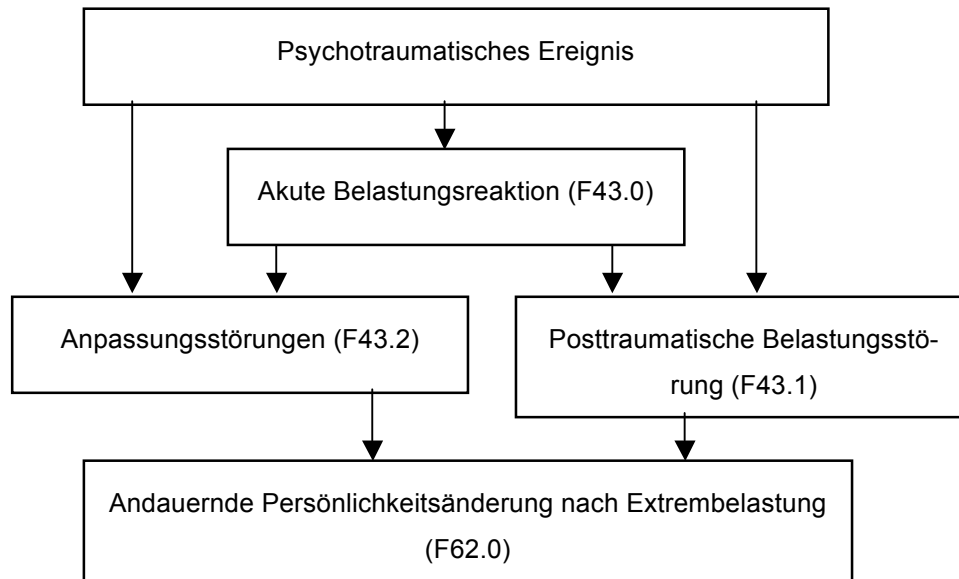 Psychotraumatisches Ereignis
Akute Belastungsreaktion (F43.0)
Anpassungsstörungen (F43.2)
Posttraumatische Belastungsstö-
rung (F43.1)
Andauernde Persönlichkeitsänderung nach Extrembelastung
(F62.0)